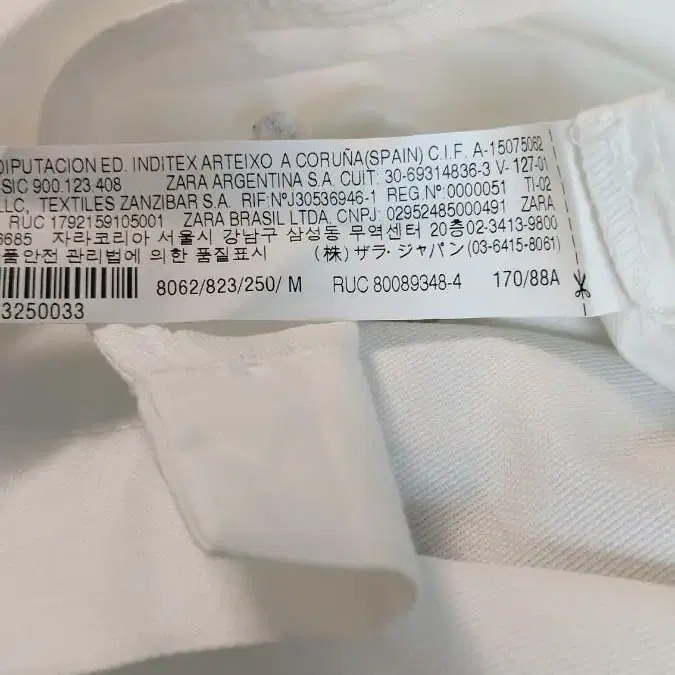 DIPUTACION ED. INDITEX ARTEIXO A CORUÑA(SPAIN) C.I.F. A-15075062
SIC 900.123.408 ZARA ARGENTINA S.A. CUIT: 30-69314836-3 V-127-01
LLC, TEXTILES ZANZIBAR S.A. RIF:NºJ30536946-1 REG.Nº:0000051 TI-02
RUC 1792159105001 ZARA BRASIL LTDA. CNPJ: 02952485000491 ZARA
6685 자라코리아 서울시 강남구 삼성동 무역센터 20층02-3413-9800
품안전 관리법에 의한 품질표시 (株) ザラ・ジャパン (03-6415-8061)
8062/823/250/ M RUC 80089348-4 170/88A
3250033